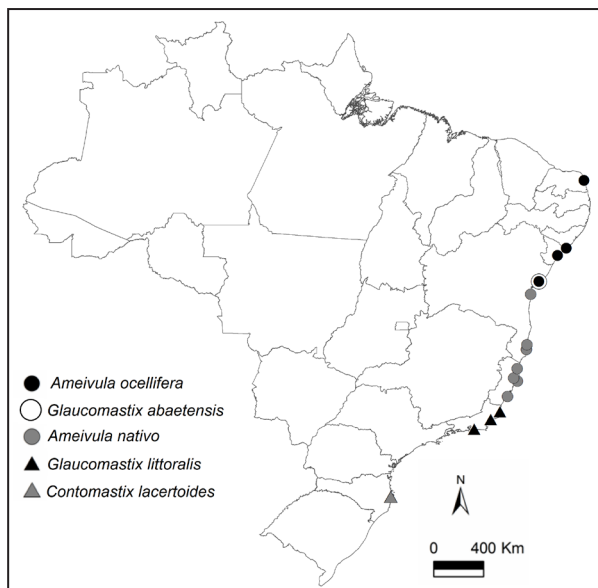 Ameivula ocellifera
Glaucomastix abaetensis
Ameivula nativo
Glaucomastix littoralis
Contomastix lacertoides
N
0 400 Km